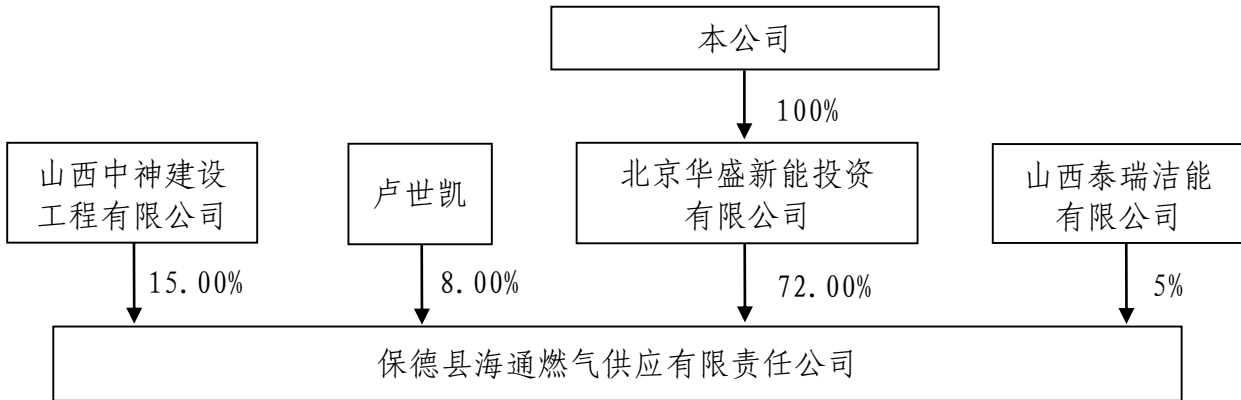 本公司
100%
山西中神建设
工程有限公司
卢世凯
北京华盛新能投资
有限公司
山西泰瑞洁能
有限公司
15.00%
8.00%
72.00%
5%
保德县海通燃气供应有限责任公司